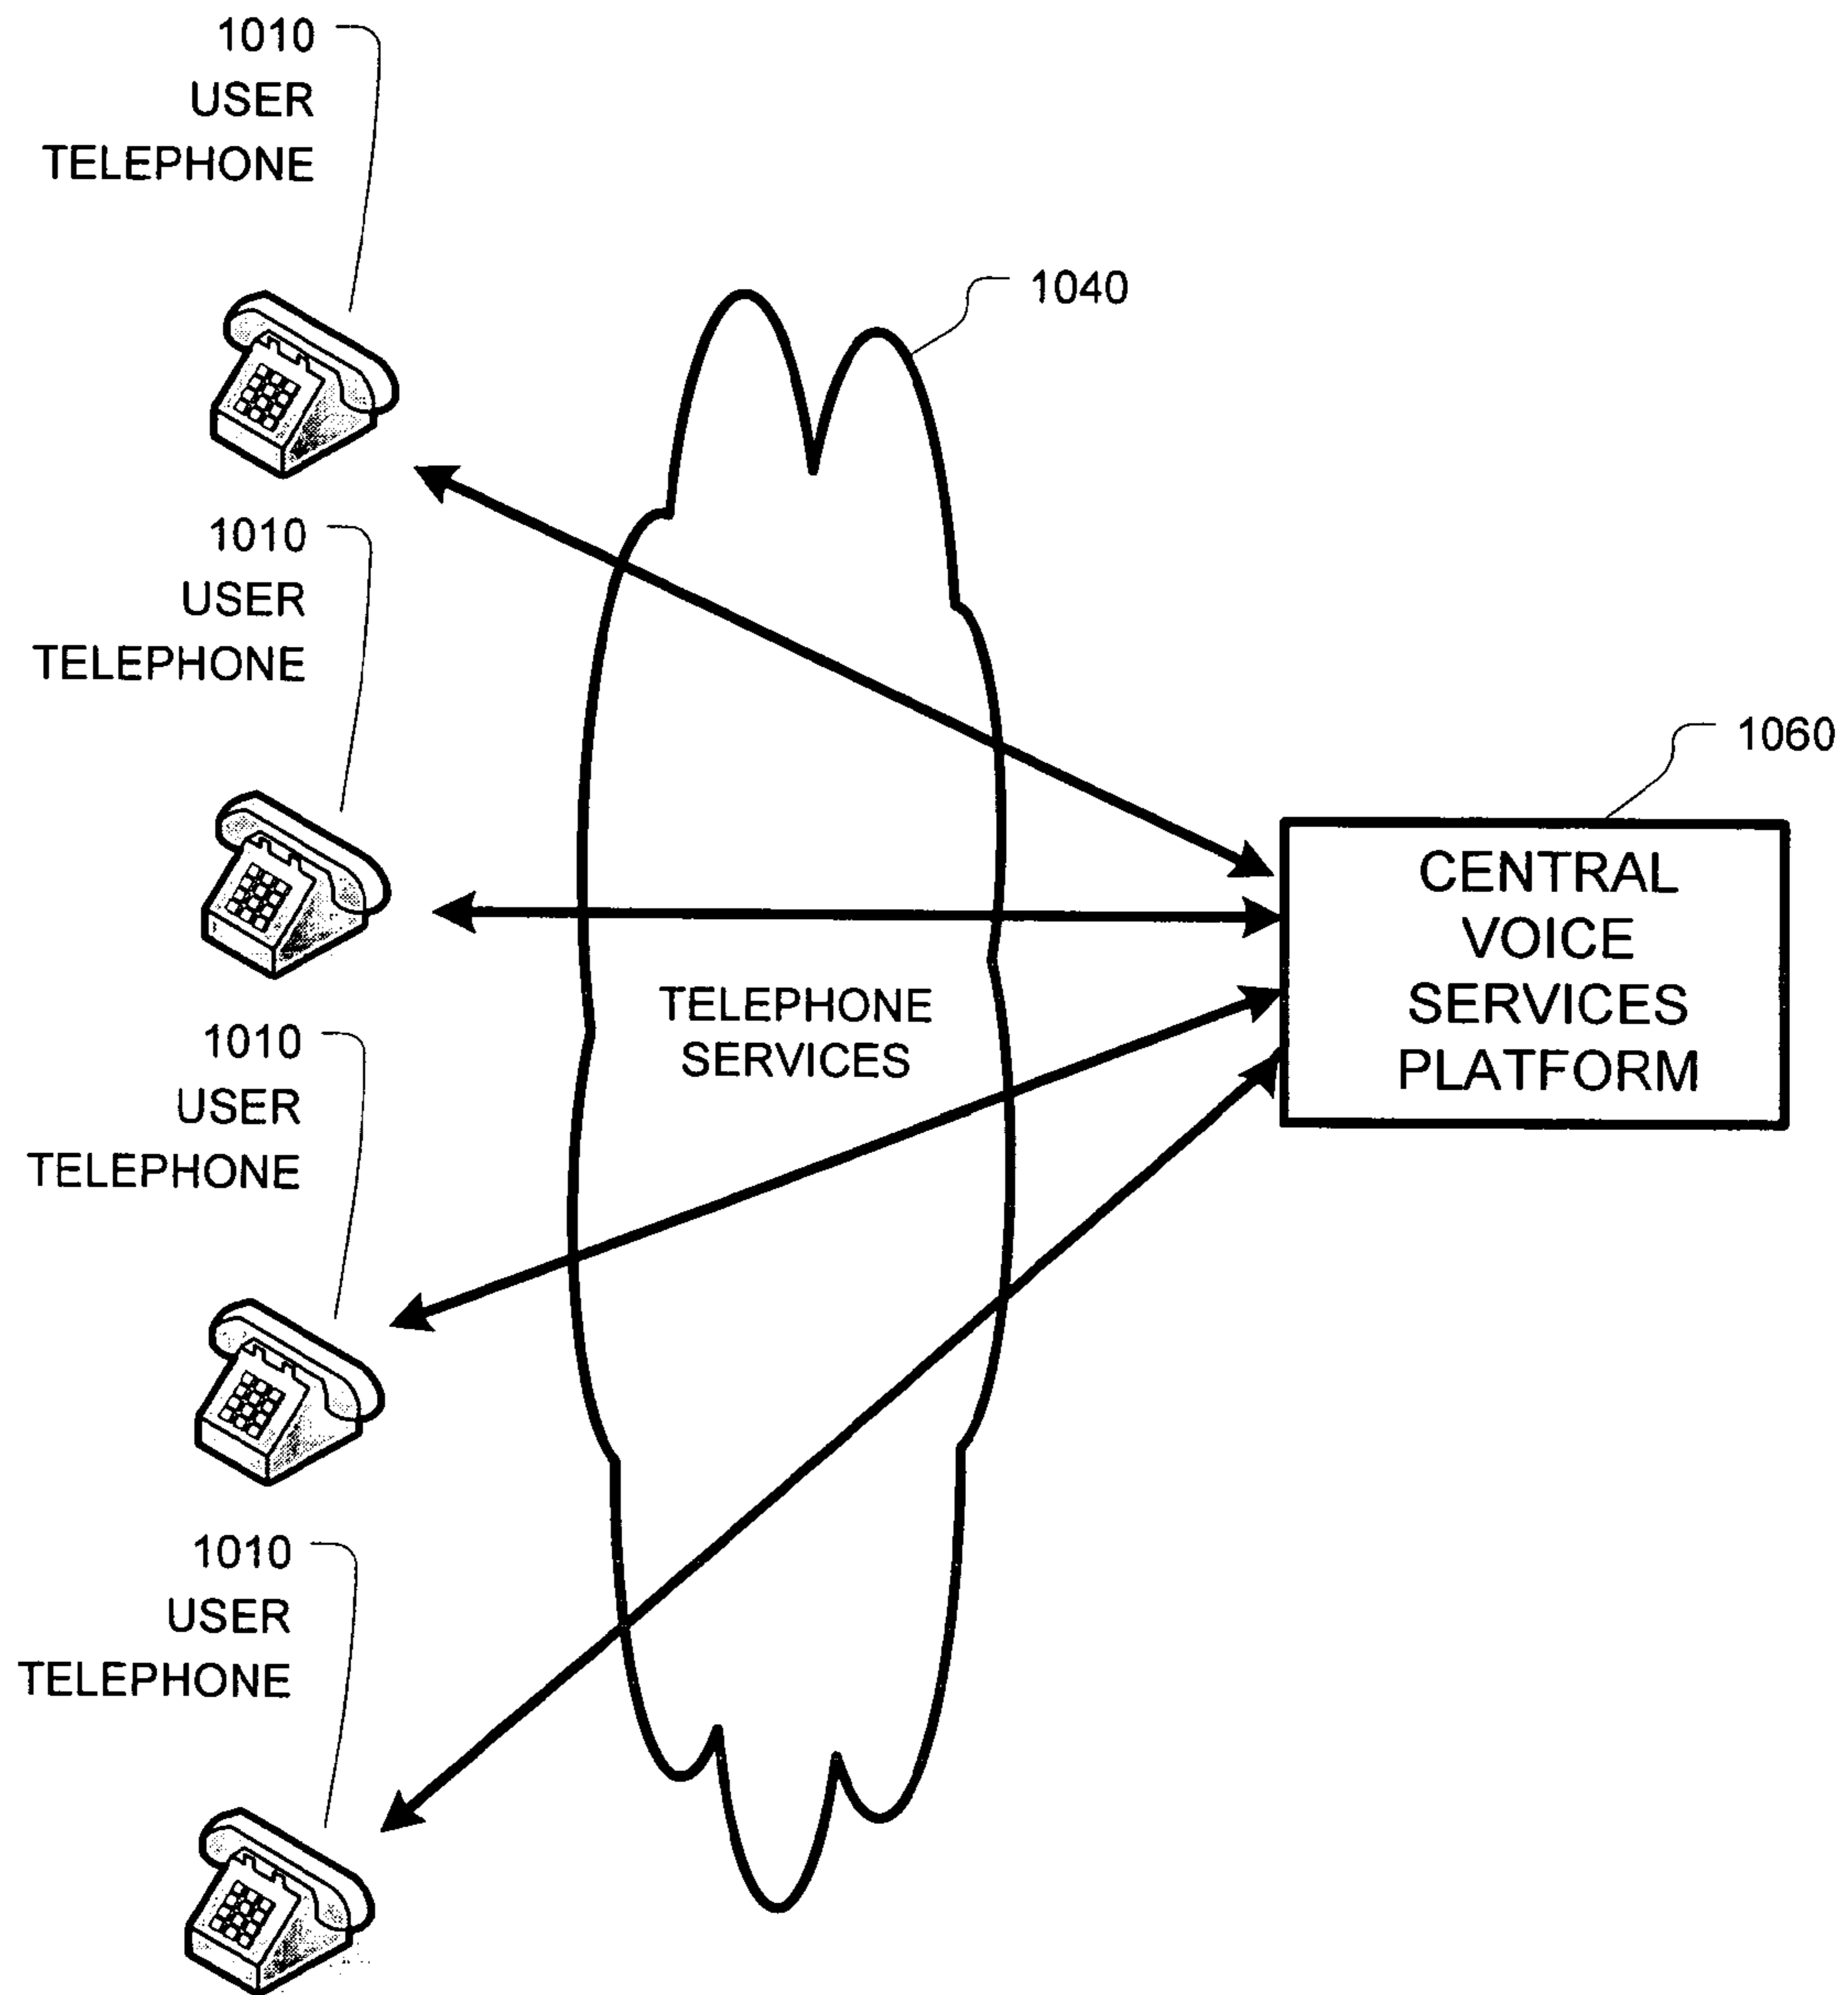 1010
USER
TELEPHONE
1040
1010
USER
TELEPHONE
1060
CENTRAL
VOICE
SERVICES
PLATFORM
TELEPHONE
SERVICES
1010
USER
TELEPHONE
1010
USER
TELEPHONE